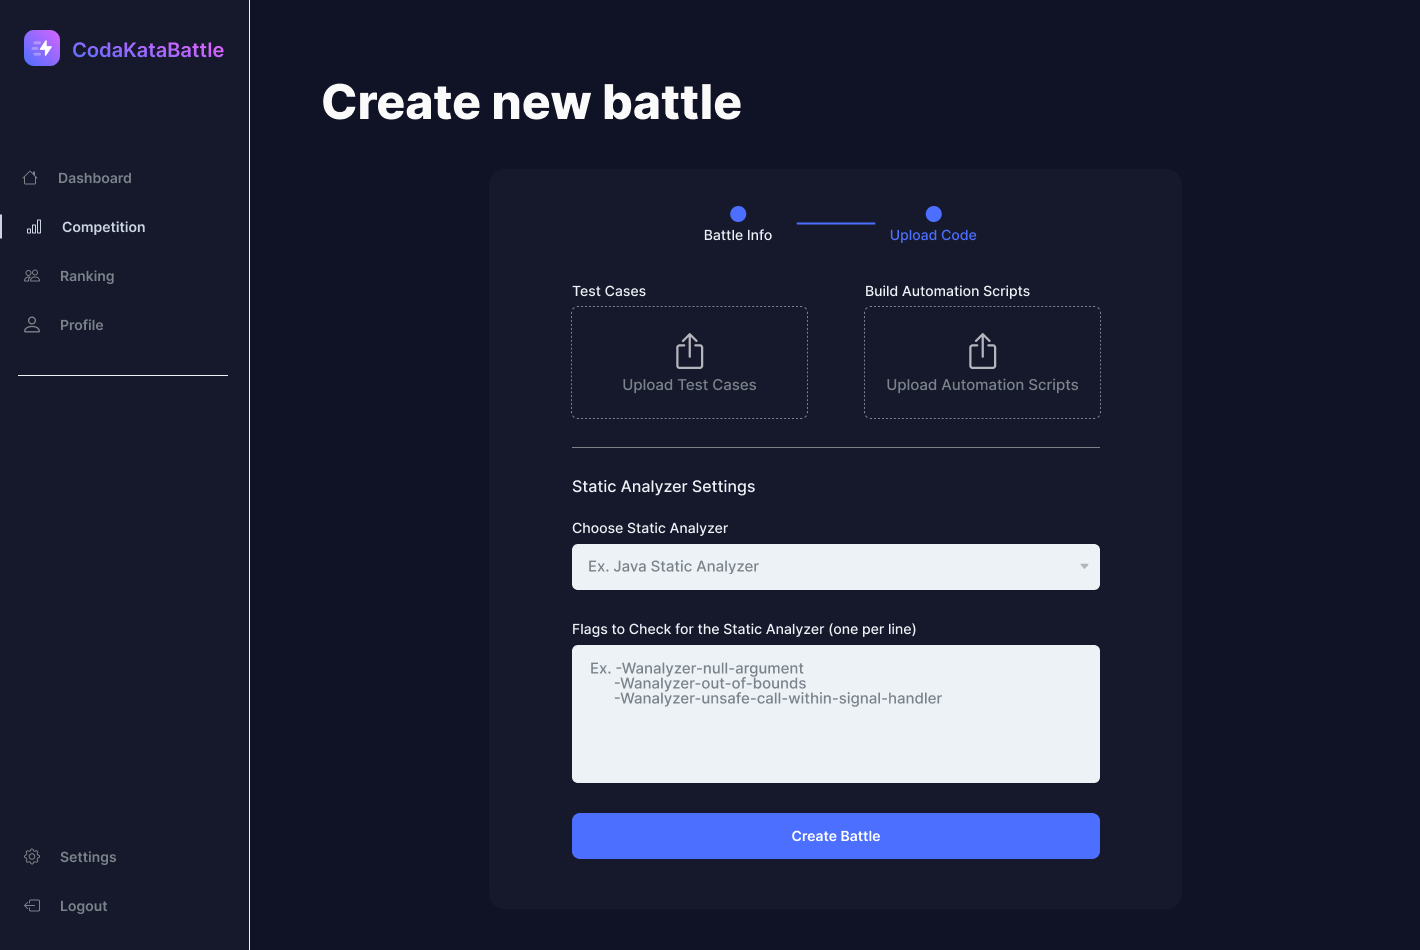 CodaKataBattle
Dashboard
Competition
Ranking
Profile
Settings
Logout
Create new battle
Battle Info
Upload Code
Test Cases
Build Automation Scripts
Upload Test Cases
Upload Automation Scripts
Static Analyzer Settings
Choose Static Analyzer
Ex. Java Static Analyzer
Flags to Check for the Static Analyzer (one per line)
Ex. -Wanalyzer-null-argument
-Wanalyzer-out-of-bounds
-Wanalyzer-unsafe-call-within-signal-handler
Create Battle